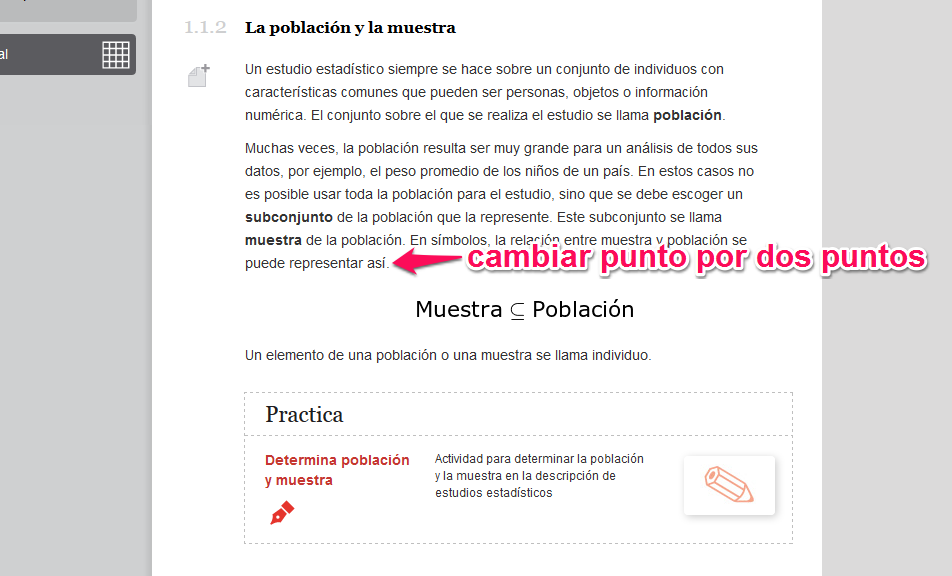 al
1.1.2 La población y la muestra
Un estudio estadístico siempre se hace sobre un conjunto de individuos con
características comunes que pueden ser personas, objetos o información
numérica. El conjunto sobre el que se realiza el estudio se llama población.
Muchas veces, la población resulta ser muy grande para un análisis de todos sus
datos, por ejemplo, el peso promedio de los niños de un país. En estos casos no
es posible usar toda la población para el estudio, sino que se debe escoger un
subconjunto de la población que la represente. Este subconjunto se llama
muestra de la población. En símbolos, la relación entre muestra y población se
puede representar así.
cambiar punto por dos puntos
Muestra ⊆ Población
Un elemento de una población o una muestra se llama individuo.
Practica
Determina población
y muestra
Actividad para determinar la población
y la muestra en la descripción de
estudios estadísticos